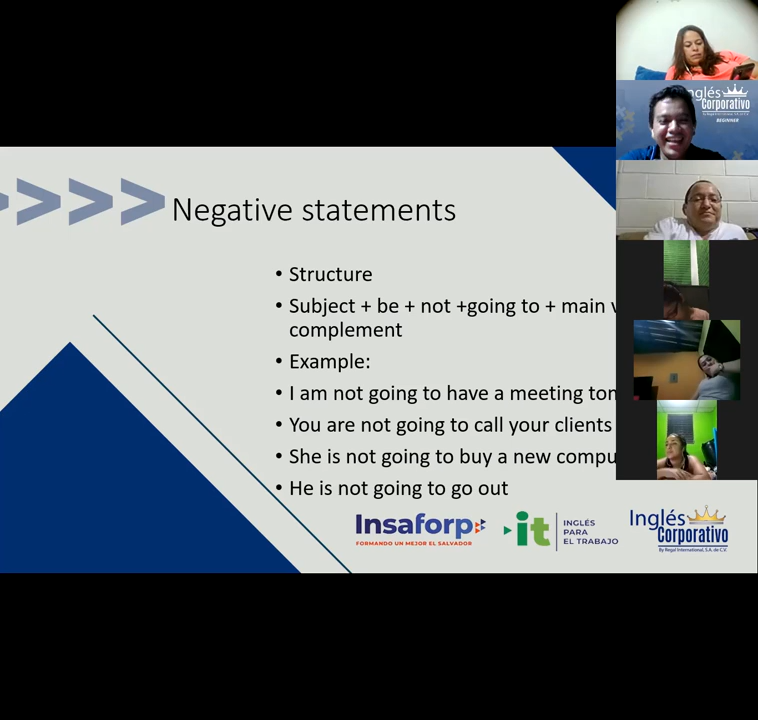 >>>> Negative statements
• Structure
• Subject + be + not +going to + main
complement
• Example:
• I am not going to have a meeting
• You are not going to call your clients
• She is not going to buy a new
• He is not going to go out
Insaforp
FORMANDO UN MEJOR EL SALVADOR
it
INGLÉS
PARA
EL TRABAJO
Inglés
Corporativo
By Regal International, S.A. de C.V.
Inglés
Corporativo
BEGINNER